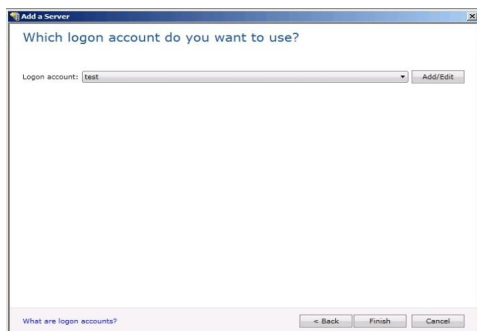 Add a Server
Which logon account do you want to use?
Logon account: test Add/Edit
What are logon accounts? < Back Finish Cancel